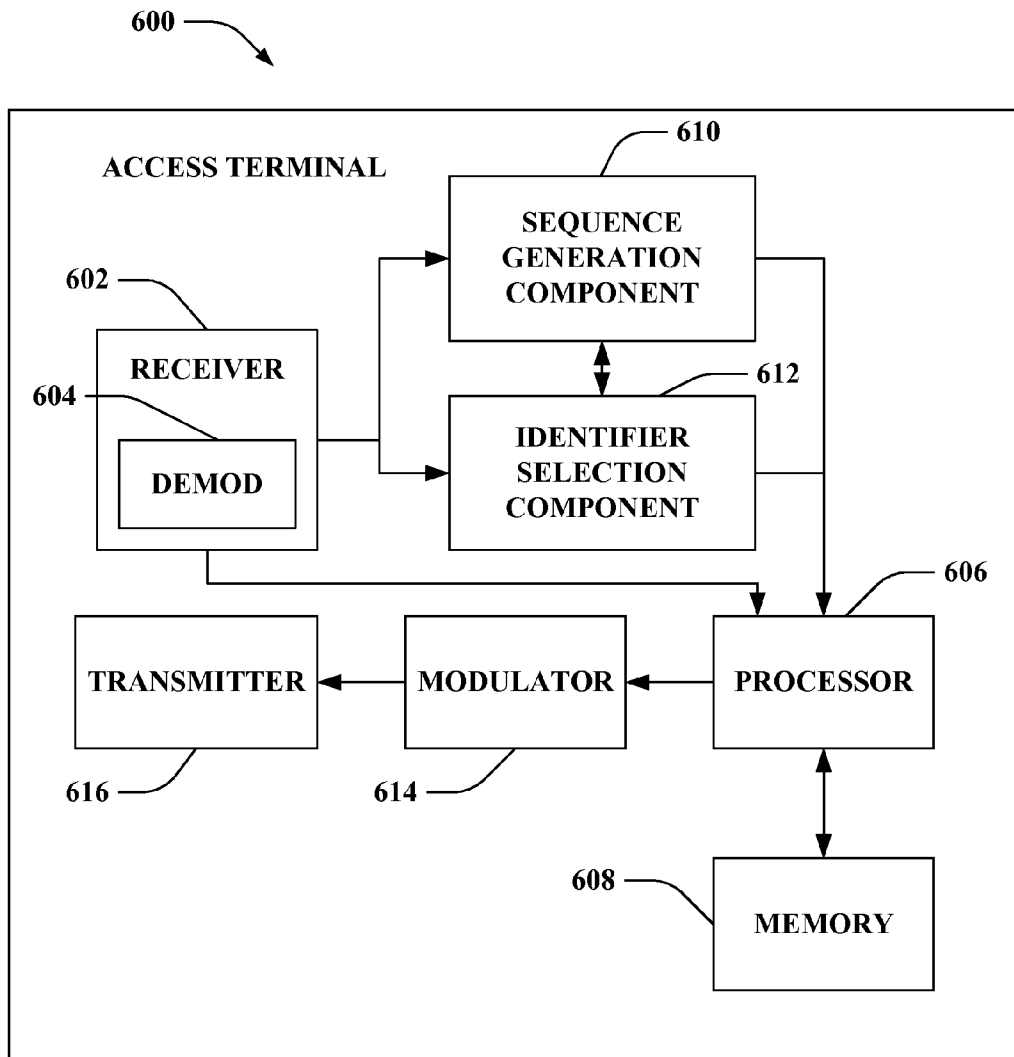 600
ACCESS TERMINAL
610
SEQUENCE
GENERATION
COMPONENT
602
RECEIVER
604
DEMOD
612
IDENTIFIER
SELECTION
COMPONENT
606
TRANSMITTER
MODULATOR
PROCESSOR
616
614
608
MEMORY